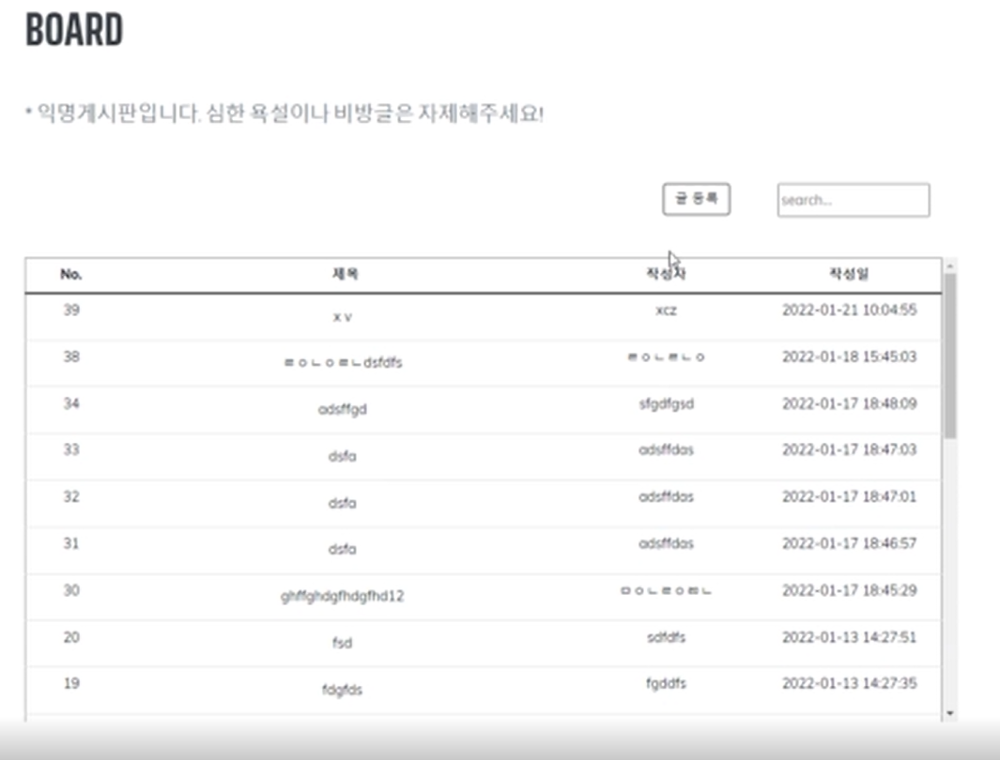 BOARD
* 익명게시판입니다. 심한 욕설이나 비방글은 자제해주세요!
글 등록 search...
No. 제목 작성자 작성일
39 x v xcz 2022-01-21 10:04:55
38 dsfdfs 2022-01-18 15:45:03
34 adsffgd sfgdfgsd 2022-01-17 18:48:09
33 dsfa adsffdas 2022-01-17 18:47:03
32 dsfa adsffdas 2022-01-17 18:47:01
31 dsfa adsffdas 2022-01-17 18:46:57
30 ghffghdgfhdgfhd12 2022-01-17 18:45:29
20 fsd sdfdfs 2022-01-13 14:27:51
19 fdgfds fgddfs 2022-01-13 14:27:35